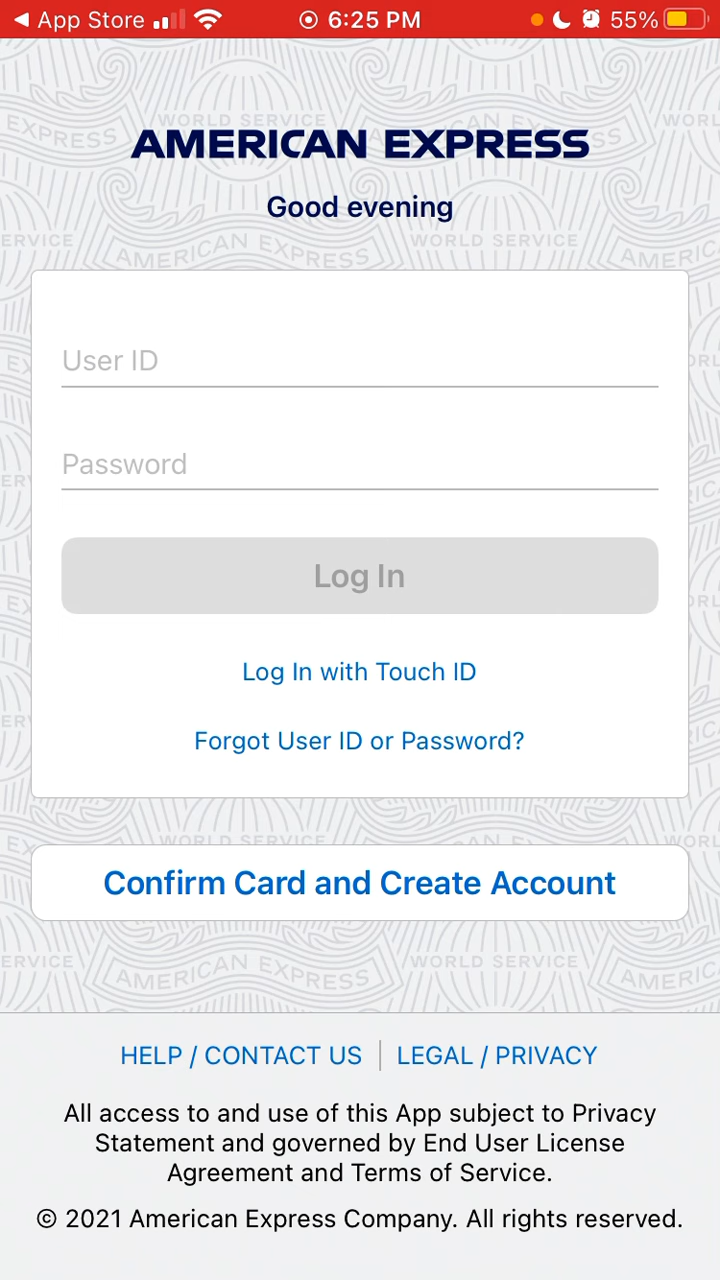 ◀ App Store 6:25 PM 55%
AMERICAN EXPRESS
Good evening
User ID
Password
Log In
Log In with Touch ID
Forgot User ID or Password?
Confirm Card and Create Account
HELP / CONTACT US | LEGAL / PRIVACY
All access to and use of this App subject to Privacy
Statement and governed by End User License
Agreement and Terms of Service.
© 2021 American Express Company. All rights reserved.